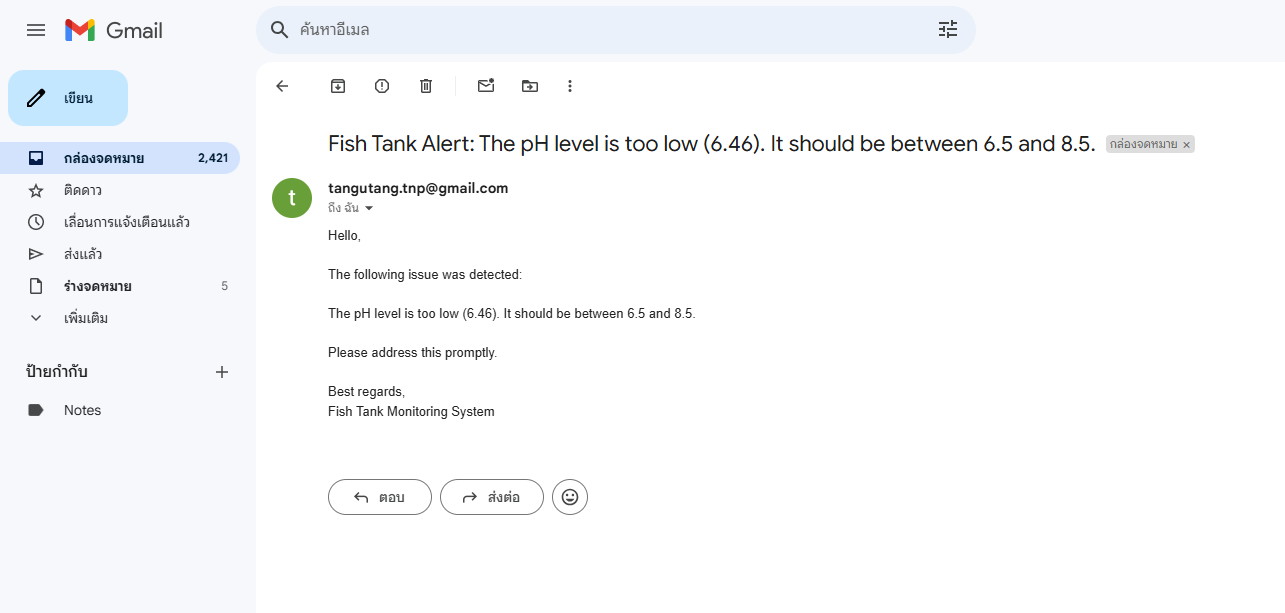 Gmail
ค้นหาอีเมล
เขียน
กล่องจดหมาย 2,421
ติดดาว
เลื่อนการแจ้งเตือนแล้ว
ส่งแล้ว
ร่างจดหมาย 5
เพิ่มเติม
ป้ายกำกับ
Notes
Fish Tank Alert: The pH level is too low (6.46). It should be between 6.5 and 8.5. กล่องจดหมาย ×
t
tangutang.tnp@gmail.com
ถึง ฉัน
Hello,
The following issue was detected:
The pH level is too low (6.46). It should be between 6.5 and 8.5.
Please address this promptly.
Best regards,
Fish Tank Monitoring System
ตอบ ส่งต่อ